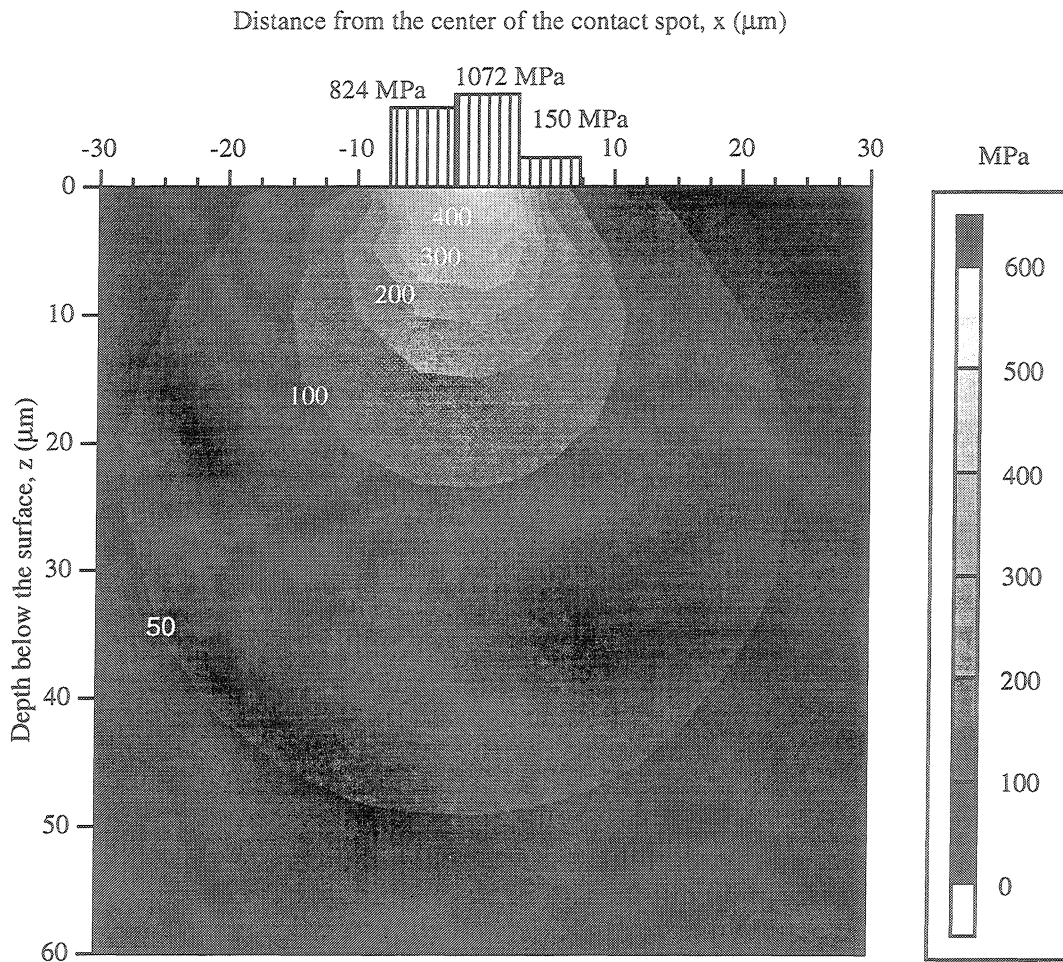 Distance from the center of the contact spot, x (μm)
1072 MPa
824 MPa
150 MPa
-30 -20 -10 10 20 30
MPa
0
10
20
30
40
50
60
Depth below the surface, z (μm)
400
300
200
100
50
600
500
400
300
200
100
0